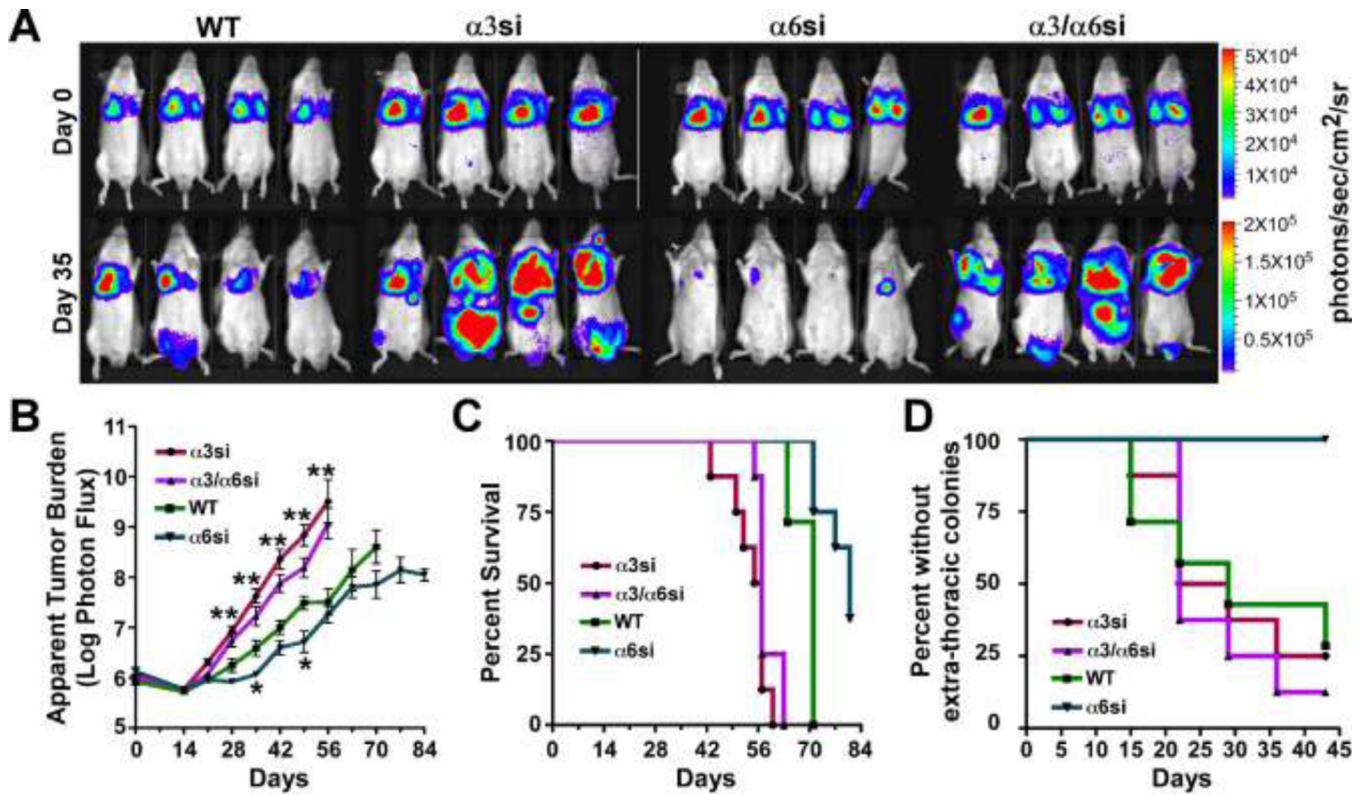 A
WT
α3si
α6si
α3/α6si
Day 0
5X10⁴
4X10⁴
3X10⁴
2X10⁴
1X10⁴
Day 35
2X10⁵
1.5X10⁵
1X10⁵
0.5X10⁵
photons/sec/cm²/sr
B
Apparent Tumor Burden
(Log Photon Flux)
11
10
9
8
7
6
5
α3si
α3/α6si
WT
α6si
**
**
**
**
**
*
*
0
14
28
42
56
70
84
Days
C
Percent Survival
100
75
50
25
0
α3si
α3/α6si
WT
α6si
0
14
28
42
56
70
84
Days
D
Percent without
extra-thoracic colonies
100
75
50
25
0
α3si
α3/α6si
WT
α6si
0
5
10
15
20
25
30
35
40
45
Days